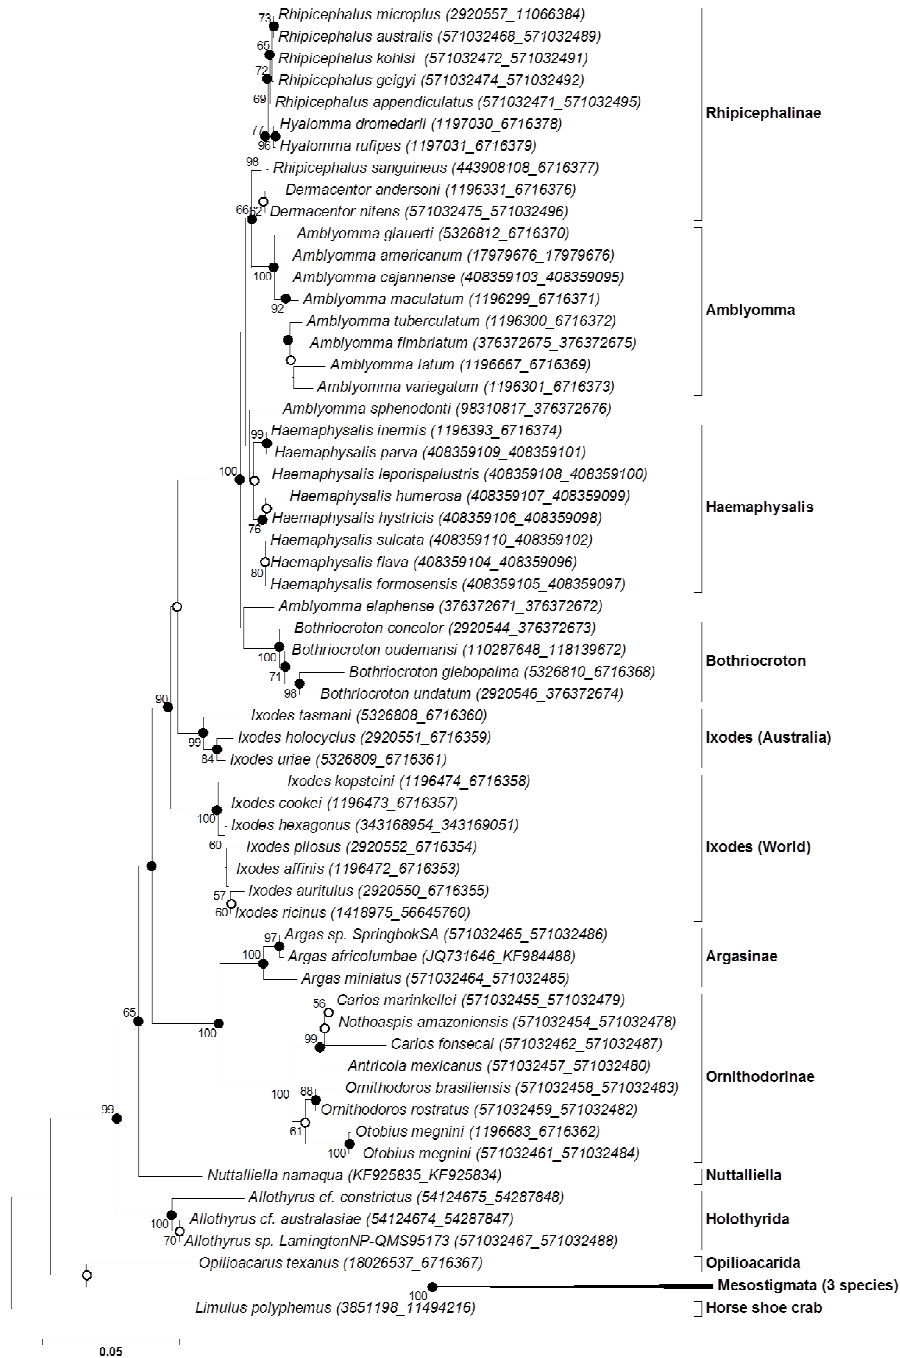 73 Rhipicephalus microplus (2920557_11066384)
Rhipicephalus australis (571032468_571032489)
65 Rhipicephalus kohlsi (571032472_571032491)
72 Rhipicephalus geigyi (571032474_571032492)
69 Rhipicephalus appendiculatus (571032471_571032495)
Rhipicephalinae
77 Hyalomma dromedarii (1197030_6716378)
96 Hyalomma rufipes (1197031_6716379)
98 Rhipicephalus sanguineus (443908108_6716377)
Dermacentor andersoni (1196331_6716376)
66 62 Dermacentor nitens (571032475_571032496)
Amblyomma glauerti (5326812_6716370)
Amblyomma americanum (17979676_17979676)
100 Amblyomma cajannense (408359103_408359095)
92 Amblyomma maculatum (1196299_6716371)
Amblyomma
Amblyomma tuberculatum (1196300_6716372)
Amblyomma fimbriatum (376372675_376372675)
Amblyomma latum (1196667_6716369)
Amblyomma variegatum (1196301_6716373)
Amblyomma sphenodonti (98310817_376372676)
99 Haemaphysalis inermis (1196393_6716374)
Haemaphysalis parva (408359109_408359101)
100 Haemaphysalis leporispalustris (408359108_408359100)
Haemaphysalis humerosa (408359107_408359099)
Haemaphysalis
76 Haemaphysalis hystricis (408359106_408359098)
Haemaphysalis sulcata (408359110_408359102)
80 Haemaphysalis flava (408359104_408359096)
Haemaphysalis formosensis (408359105_408359097)
Amblyomma elaphense (376372671_376372672)
Bothriocroton concolor (2920544_376372673)
100 Bothriocroton oudemansi (110287648_118139672)
Bothriocroton
71 Bothriocroton glebopalma (5326810_6716368)
98 Bothriocroton undatum (2920546_376372674)
90 Ixodes tasmani (5326808_6716360)
99 Ixodes holocyclus (2920551_6716359)
Ixodes (Australia)
84 Ixodes uriae (5326809_6716361)
Ixodes kopsteini (1196474_6716358)
100 Ixodes cookei (1196473_6716357)
Ixodes hexagonus (343168954_343169051)
60 Ixodes pilosus (2920552_6716354)
Ixodes (World)
Ixodes affinis (1196472_6716353)
57 Ixodes auritulus (2920550_6716355)
60 Ixodes ricinus (1418975_56645760)
97 Argas sp. SpringbokSA (571032465_571032486)
100 Argas africolumbae (JQ731646_KF984488)
Argasinae
Argas miniatus (571032464_571032485)
56 Carios marinkellei (571032455_571032479)
65 100 Nothoaspis amazoniensis (571032454_571032478)
99 Carios fonsecai (571032462_571032487)
Antricola mexicanus (571032457_571032480)
Ornithodorinae
100 88 Ornithodoros brasiliensis (571032458_571032483)
99 Ornithodoros rostratus (571032459_571032482)
61 Otobius megnini (1196683_6716362)
100 Otobius megnini (571032461_571032484)
Nuttalliella namaqua (KF925835_KF925834)
Nuttalliella
Allothyrus cf. constrictus (54124675_54287848)
100 Allothyrus cf. australasiae (54124674_54287847)
Holothyrida
70 Allothyrus sp. LamingtonNP-QMS95173 (571032467_571032488)
Opilioacarus texanus (18026537_6716367)
Opilioacarida
100 Mesostigmata (3 species)
Limulus polyphemus (3851198_11494216)
Horse shoe crab
0.05